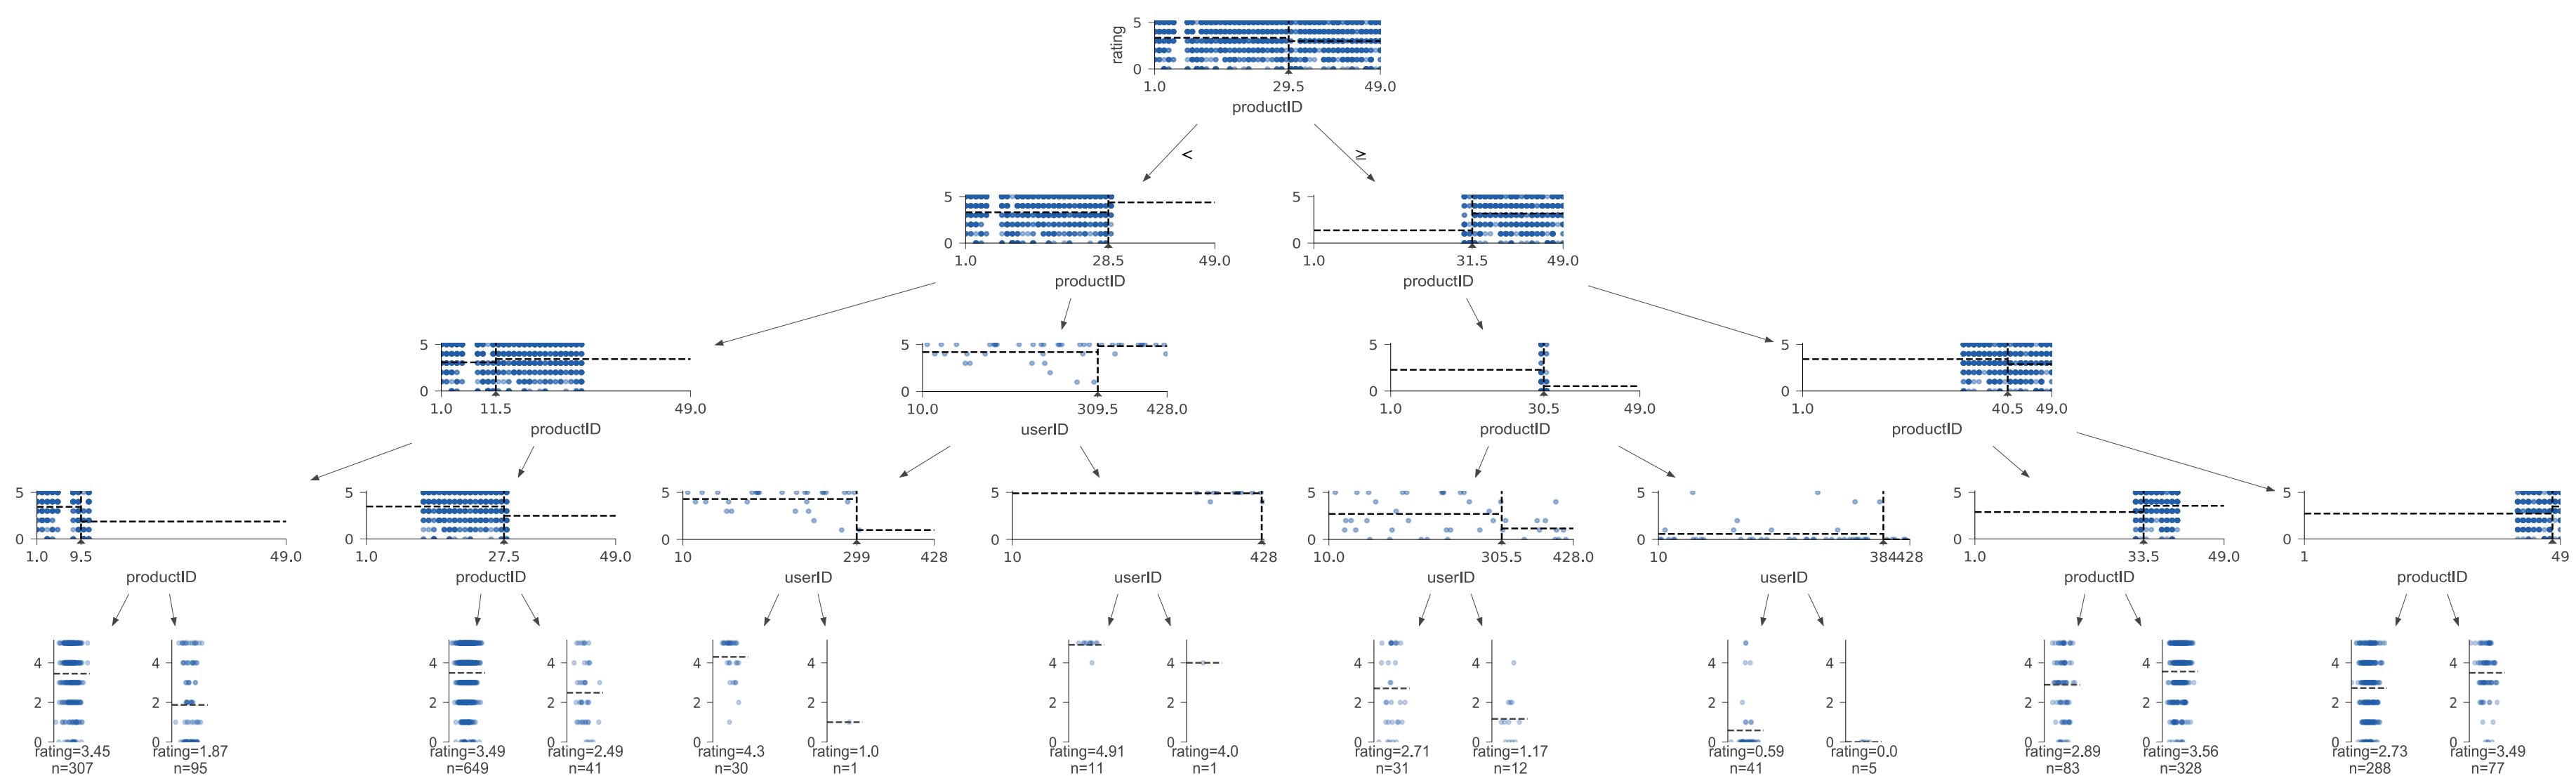 rating
5
0
1.0 29.5 49.0
productID
< ≥
5 5
0 0
1.0 28.5 49.0 1.0 31.5 49.0
productID productID
5 5 5 5
0 0 0 0
1.0 11.5 49.0 10.0 309.5 428.0 1.0 30.5 49.0 1.0 40.5 49.0
productID userID productID productID
5 5 5 5 5 5 5 5
0 0 0 0 0 0 0 0
1.0 9.5 49.0 1.0 27.5 49.0 10 299 428 10 428 10.0 305.5 428.0 10 384428 1.0 33.5 49.0 1 49
productID productID userID userID userID userID productID productID
4 4 4 4 4 4 4 4 4 4 4 4 4 4 4 4
2 2 2 2 2 2 2 2 2 2 2 2 2 2 2 2
0 0 0 0 0 0 0 0 0 0 0 0 0 0 0 0
rating=3.45 rating=1.87 rating=3.49 rating=2.49 rating=4.3 rating=1.0 rating=4.91 rating=4.0 rating=2.71 rating=1.17 rating=0.59 rating=0.0 rating=2.89 rating=3.56 rating=2.73 rating=3.49
n=307 n=95 n=649 n=41 n=30 n=1 n=11 n=1 n=31 n=12 n=41 n=5 n=83 n=328 n=288 n=77